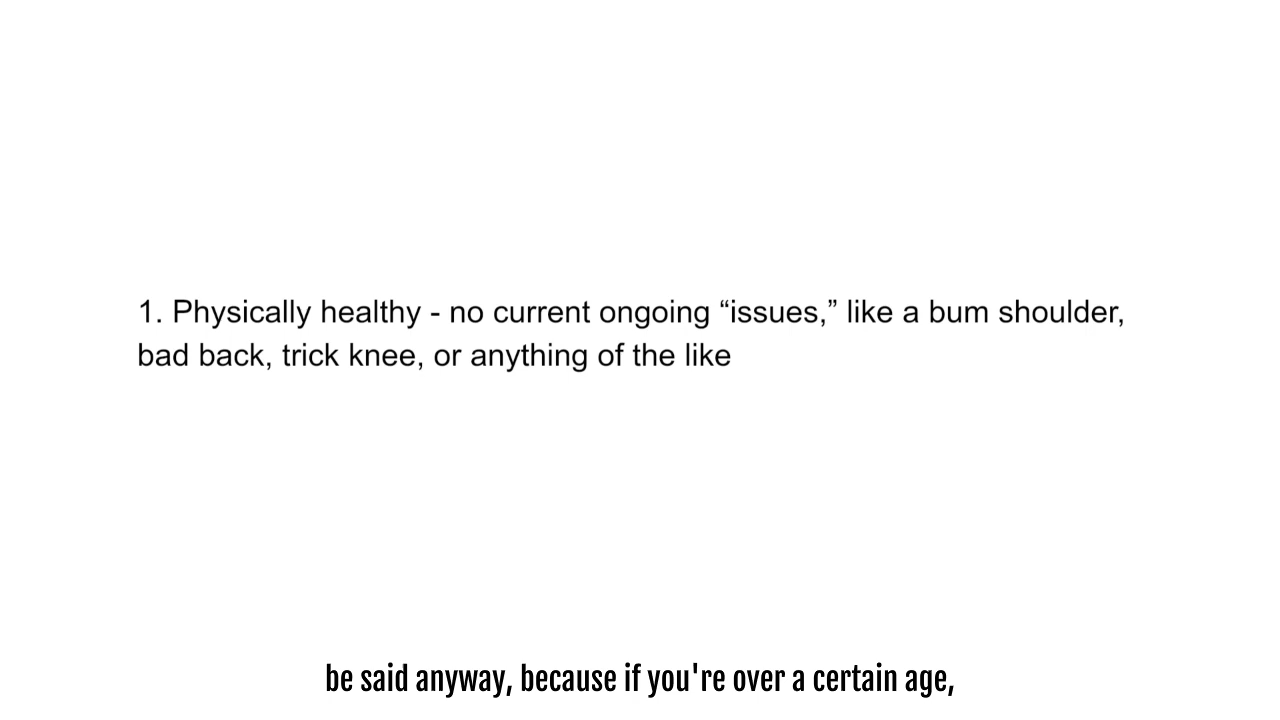 1. Physically healthy - no current ongoing “issues,” like a bum shoulder,
bad back, trick knee, or anything of the like
be said anyway, because if you're over a certain age,